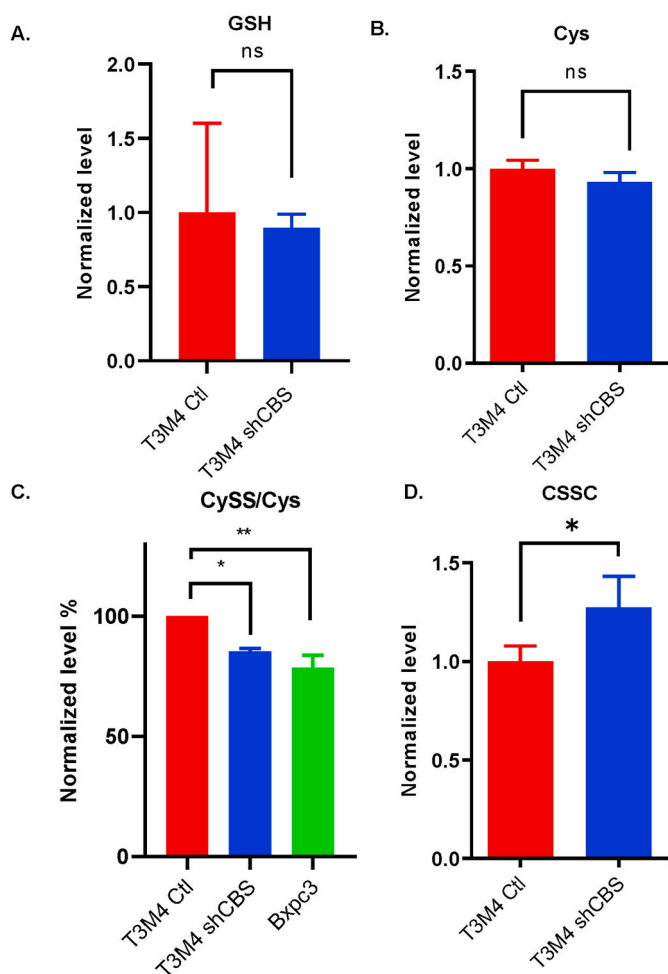 A.
GSH
ns
Normalized level
2.0
1.5
1.0
0.5
0.0
T3M4 Ctl
T3M4 shCBS
B.
Cys
ns
Normalized level
1.5
1.0
0.5
0.0
T3M4 Ctl
T3M4 shCBS
C.
CySS/Cys
**
*
Normalized level %
100
50
0
T3M4 Ctl
T3M4 shCBS
Bxpc3
D.
CSSC
*
Normalized level
1.5
1.0
0.5
0.0
T3M4 Ctl
T3M4 shCBS